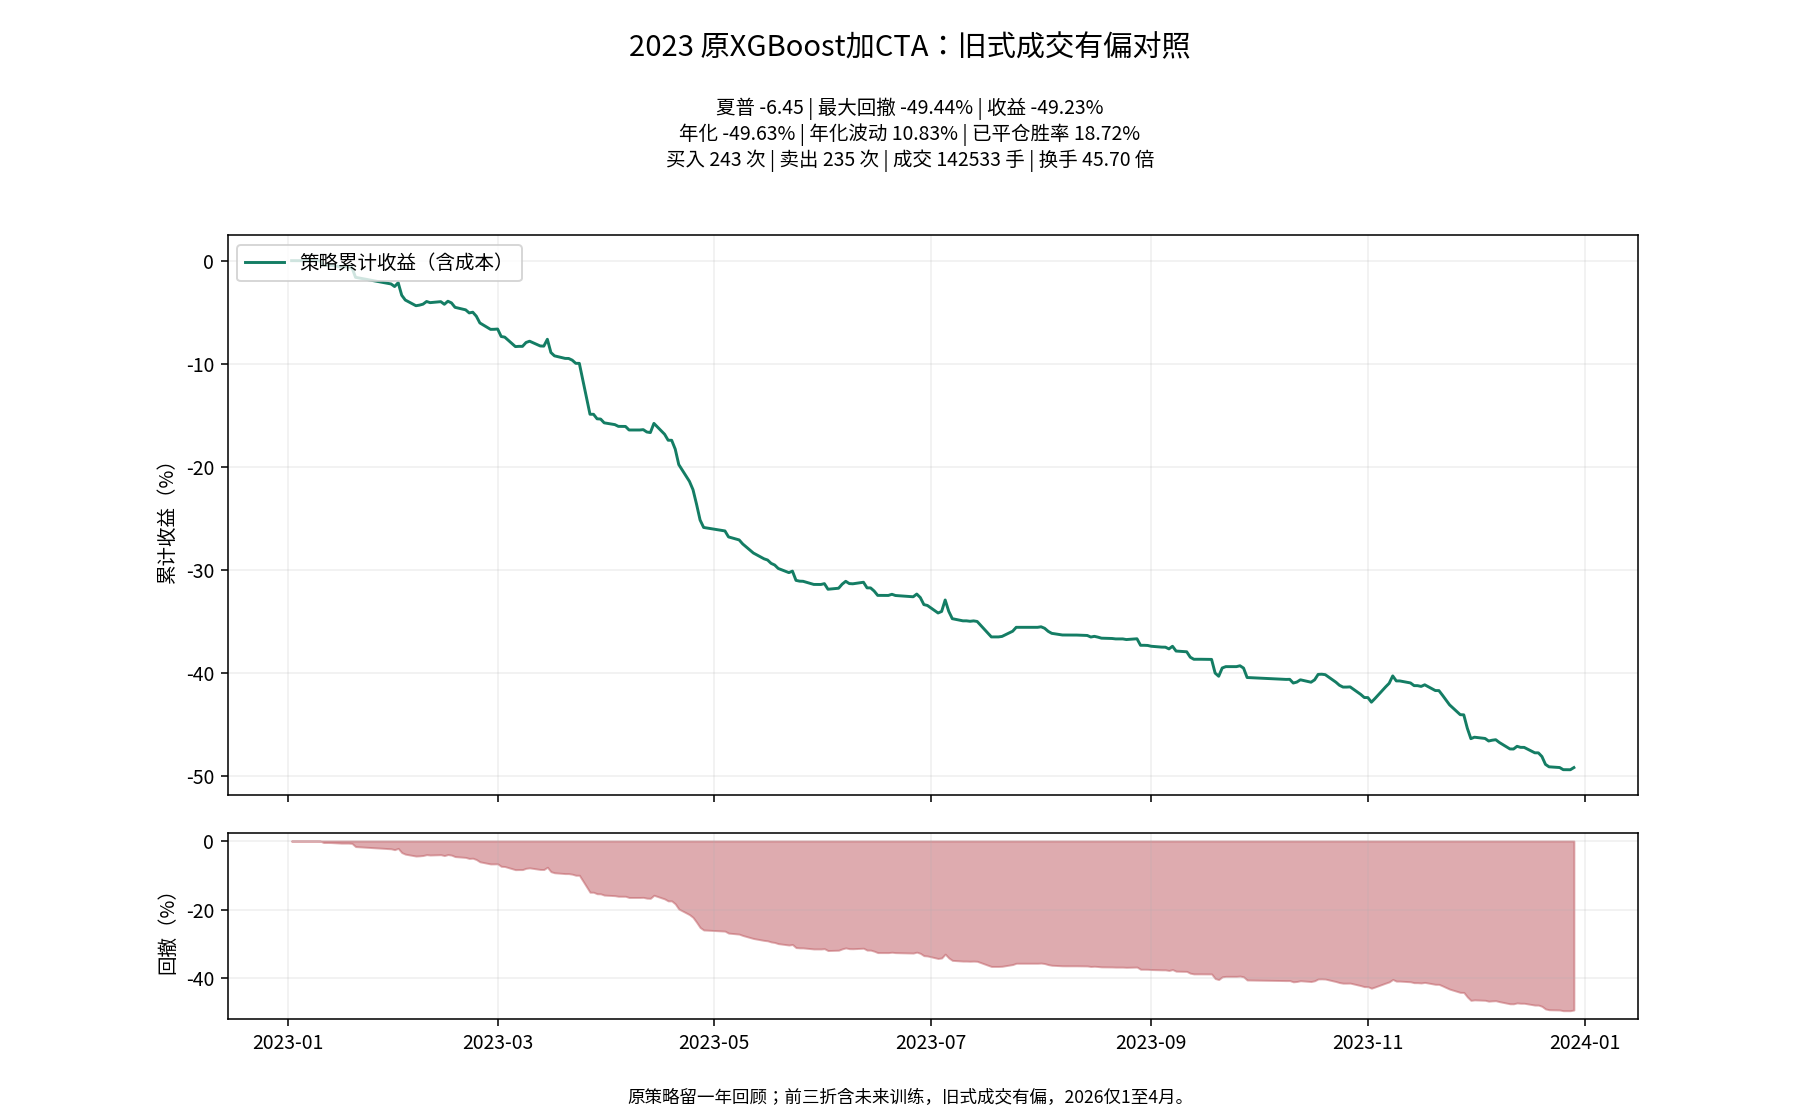 2023 原XGBoost加CTA：旧式成交有偏对照
夏普 -6.45 | 最大回撤 -49.44% | 收益 -49.23%
年化 -49.63% | 年化波动 10.83% | 已平仓胜率 18.72%
买入 243 次 | 卖出 235 次 | 成交 142533 手 | 换手 45.70 倍
策略累计收益（含成本）
累计收益（%）
0
-10
-20
-30
-40
-50
回撤（%）
0
-20
-40
2023-01
2023-03
2023-05
2023-07
2023-09
2023-11
2024-01
原策略留一年回顾；前三折含未来训练，旧式成交有偏，2026仅1至4月。